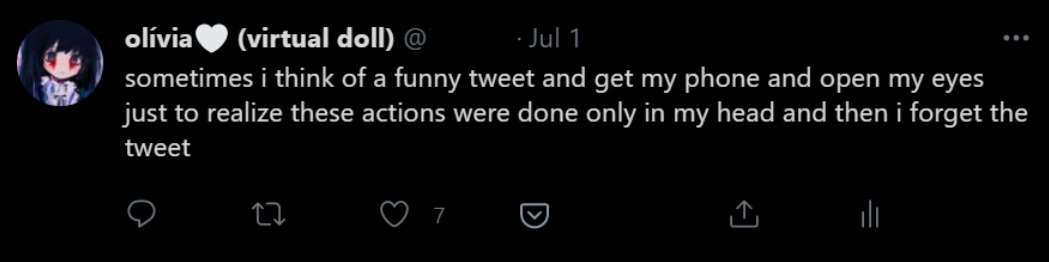 olívia🤍 (virtual doll) @ · Jul 1
sometimes i think of a funny tweet and get my phone and open my eyes
just to realize these actions were done only in my head and then i forget the
tweet
7